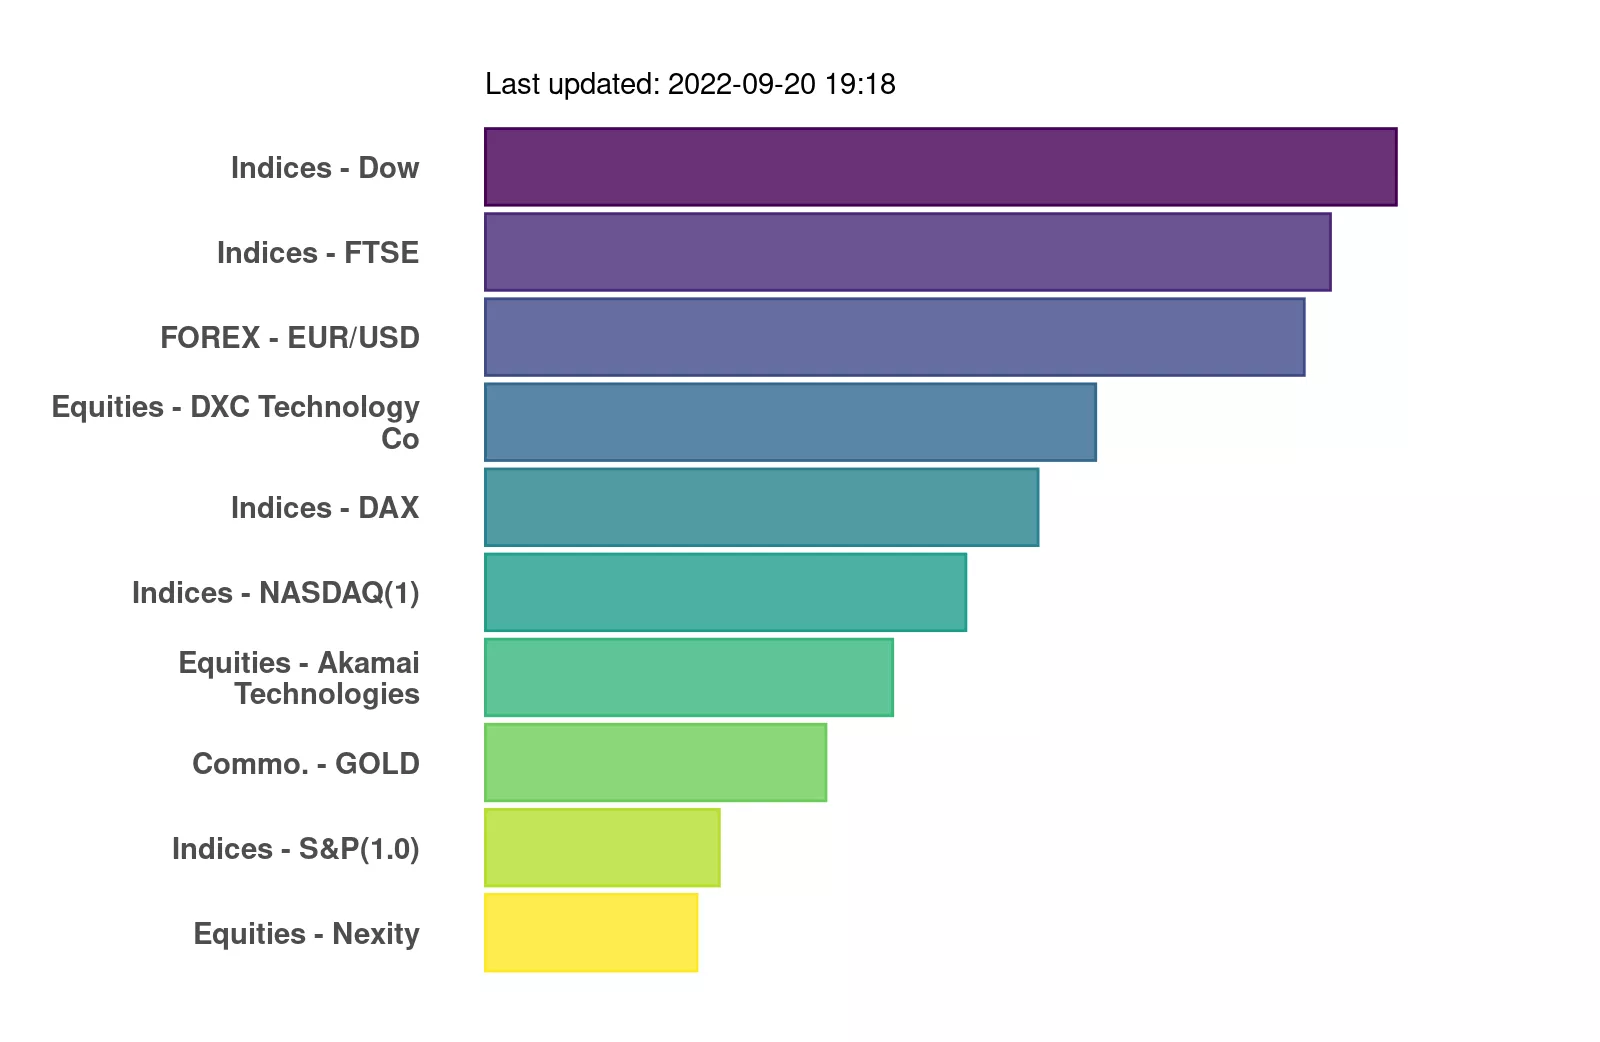 Last updated: 2022-09-20 19:18
Indices - Dow
Indices - FTSE
FOREX - EUR/USD
Equities - DXC Technology
Co
Indices - DAX
Indices - NASDAQ(1)
Equities - Akamai
Technologies
Commo. - GOLD
Indices - S&P(1.0)
Equities - Nexity